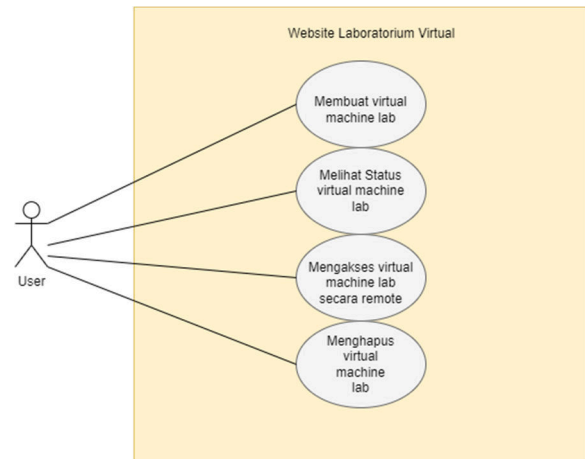 Website Laboratorium Virtual
Membuat virtual
machine lab
Melihat Status
virtual machine
lab
Mengakses virtual
machine lab
secara remote
User
Menghapus
virtual
machine
lab